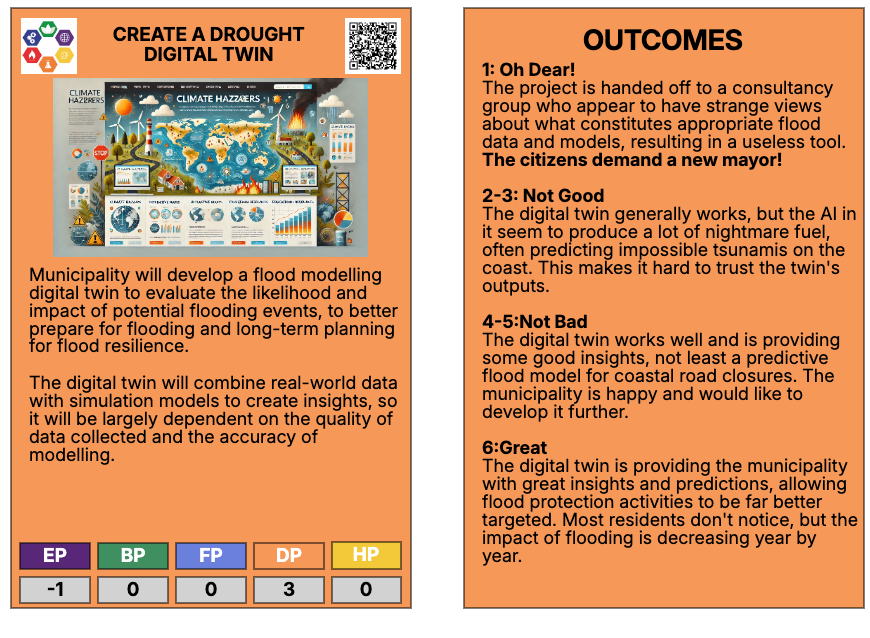 CREATE A DROUGHT
DIGITAL TWIN
CLIMATE
HAZZERERS
CLIMATE HAZZAERS
STOP
Municipality will develop a flood modelling
digital twin to evaluate the likelihood and
impact of potential flooding events, to better
prepare for flooding and long-term planning
for flood resilience.
The digital twin will combine real-world data
with simulation models to create insights, so
it will be largely dependent on the quality of
data collected and the accuracy of
modelling.
EP BP FP DP HP
-1 0 0 3 0
OUTCOMES
1: Oh Dear!
The project is handed off to a consultancy
group who appear to have strange views
about what constitutes appropriate flood
data and models, resulting in a useless tool.
The citizens demand a new mayor!
2-3: Not Good
The digital twin generally works, but the AI in
it seem to produce a lot of nightmare fuel,
often predicting impossible tsunamis on the
coast. This makes it hard to trust the twin's
outputs.
4-5:Not Bad
The digital twin works well and is providing
some good insights, not least a predictive
flood model for coastal road closures. The
municipality is happy and would like to
develop it further.
6:Great
The digital twin is providing the municipality
with great insights and predictions, allowing
flood protection activities to be far better
targeted. Most residents don't notice, but the
impact of flooding is decreasing year by
year.